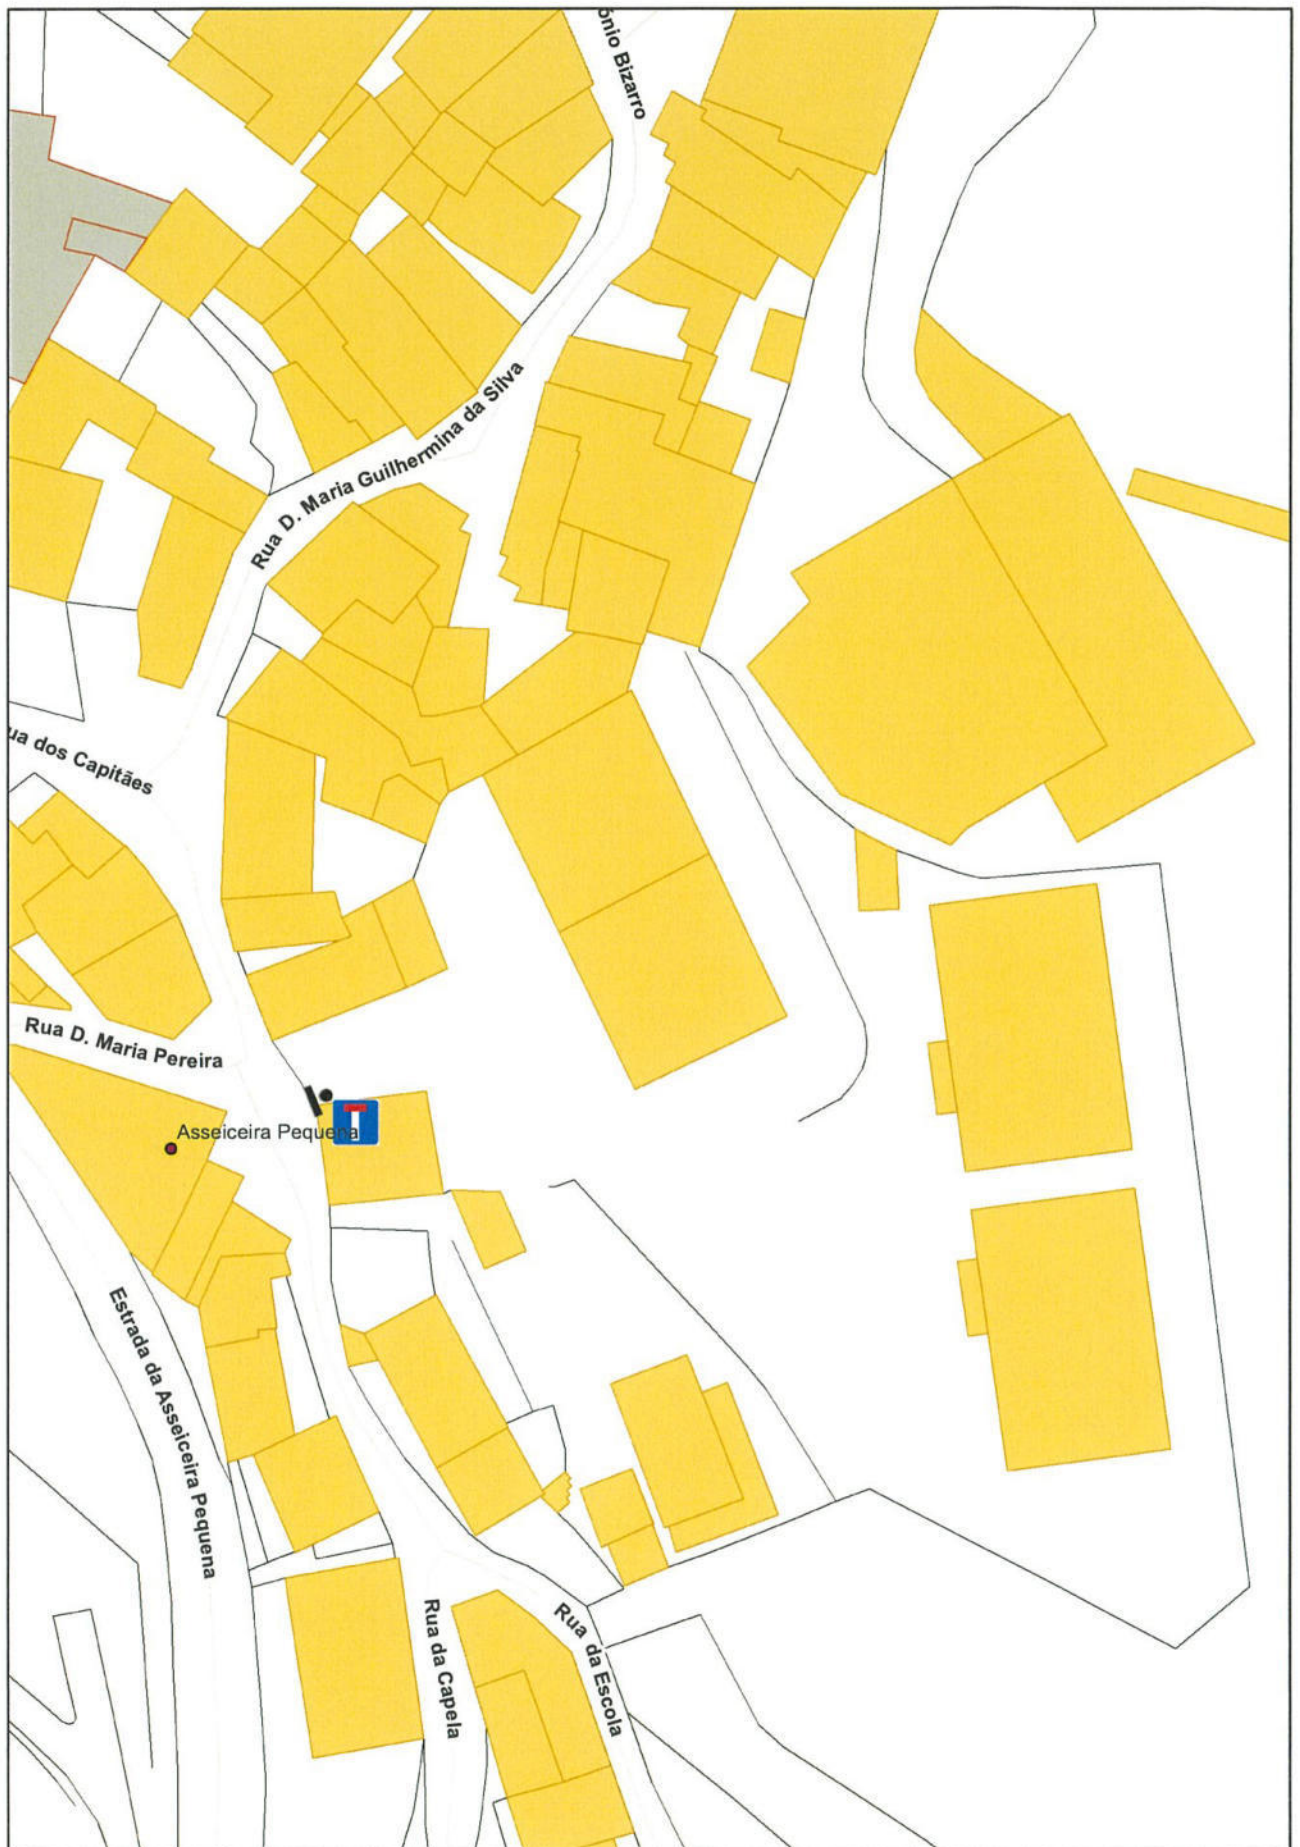 ónio Bizarro
Rua D. Maria Guilhermina da Silva
ua dos Capitães
Rua D. Maria Pereira
Asseiceira Pequena
Estrada da Asseiceira Pequena
Rua da Capela
Rua da Escola